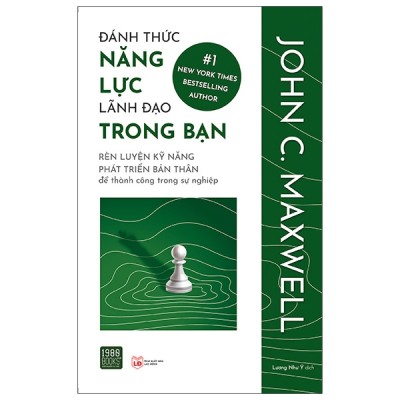 ĐÁNH THỨC
NĂNG
LỰC
LÃNH ĐẠO
TRONG BẠN
#1
NEW YORK TIMES
BESTSELLING
AUTHOR
RÈN LUYỆN KỸ NĂNG
PHÁT TRIỂN BẢN THÂN
để thành công trong sự nghiệp
JOHN C. MAXWELL
1980
BOOKS
Lương Như Ý dịch